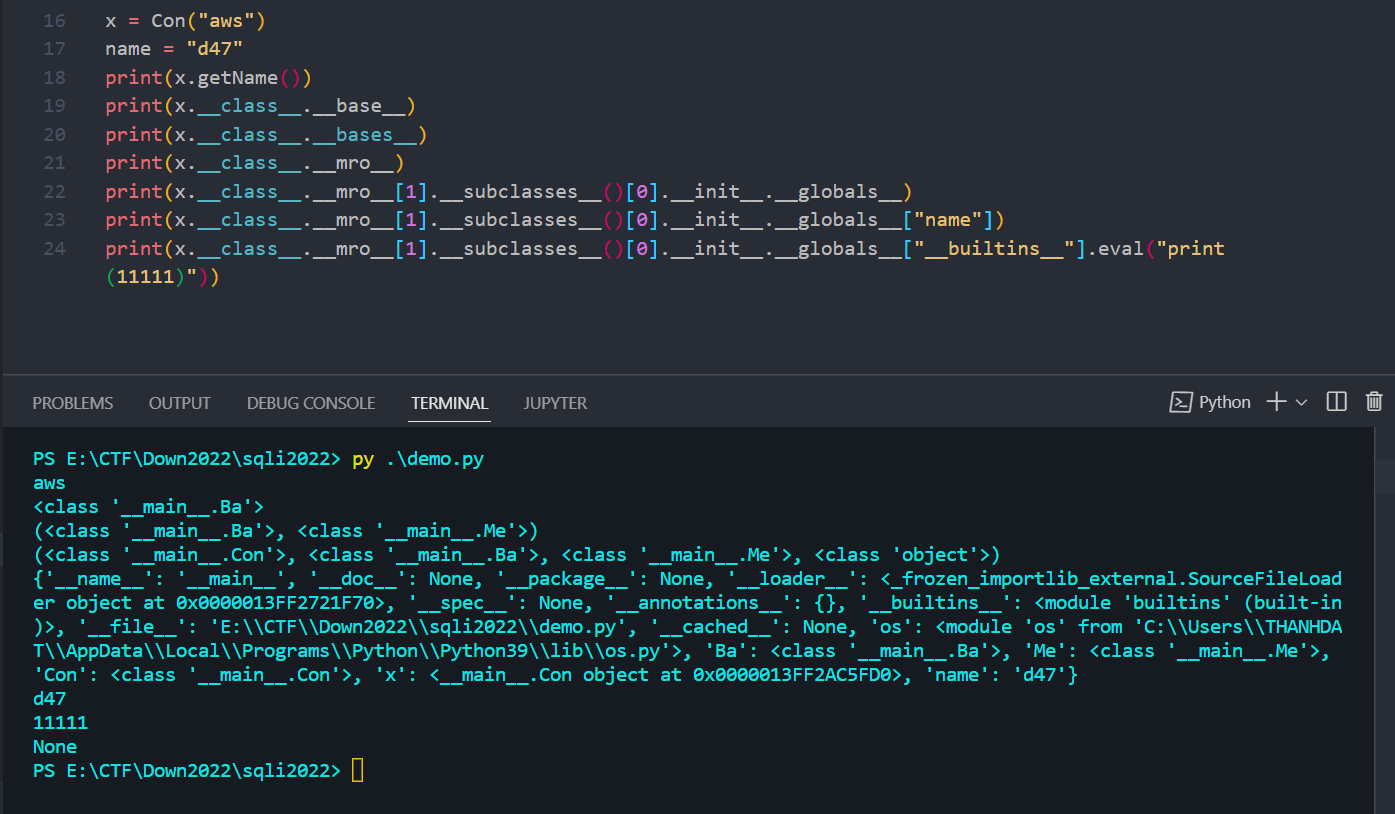 16 x = Con("aws")
17 name = "d47"
18 print(x.getName())
19 print(x.__class__.__base__)
20 print(x.__class__.__bases__)
21 print(x.__class__.__mro__)
22 print(x.__class__.__mro__[1].__subclasses__()[0].__init__.__globals__)
23 print(x.__class__.__mro__[1].__subclasses__()[0].__init__.__globals__["name"])
24 print(x.__class__.__mro__[1].__subclasses__()[0].__init__.__globals__["__builtins__"].eval("print
(11111)"))
PROBLEMS OUTPUT DEBUG CONSOLE TERMINAL JUPYTER Python
PS E:\CTF\Down2022\sqli2022> py .\demo.py
aws
<class '__main__.Ba'>
(<class '__main__.Ba'>, <class '__main__.Me'>)
(<class '__main__.Con'>, <class '__main__.Ba'>, <class '__main__.Me'>, <class 'object'>)
{'__name__': '__main__', '__doc__': None, '__package__': None, '__loader__': <_frozen_importlib_external.SourceFileLoad
er object at 0x0000013FF2721F70>, '__spec__': None, '__annotations__': {}, '__builtins__': <module 'builtins' (built-in
)>, '__file__': 'E:\\CTF\\Down2022\\sqli2022\\demo.py', '__cached__': None, 'os': <module 'os' from 'C:\\Users\\THANHDA
T\\AppData\\Local\\Programs\\Python\\Python39\\lib\\os.py'>, 'Ba': <class '__main__.Ba'>, 'Me': <class '__main__.Me'>,
'Con': <class '__main__.Con'>, 'x': <__main__.Con object at 0x0000013FF2AC5FD0>, 'name': 'd47'}
d47
11111
None
PS E:\CTF\Down2022\sqli2022>